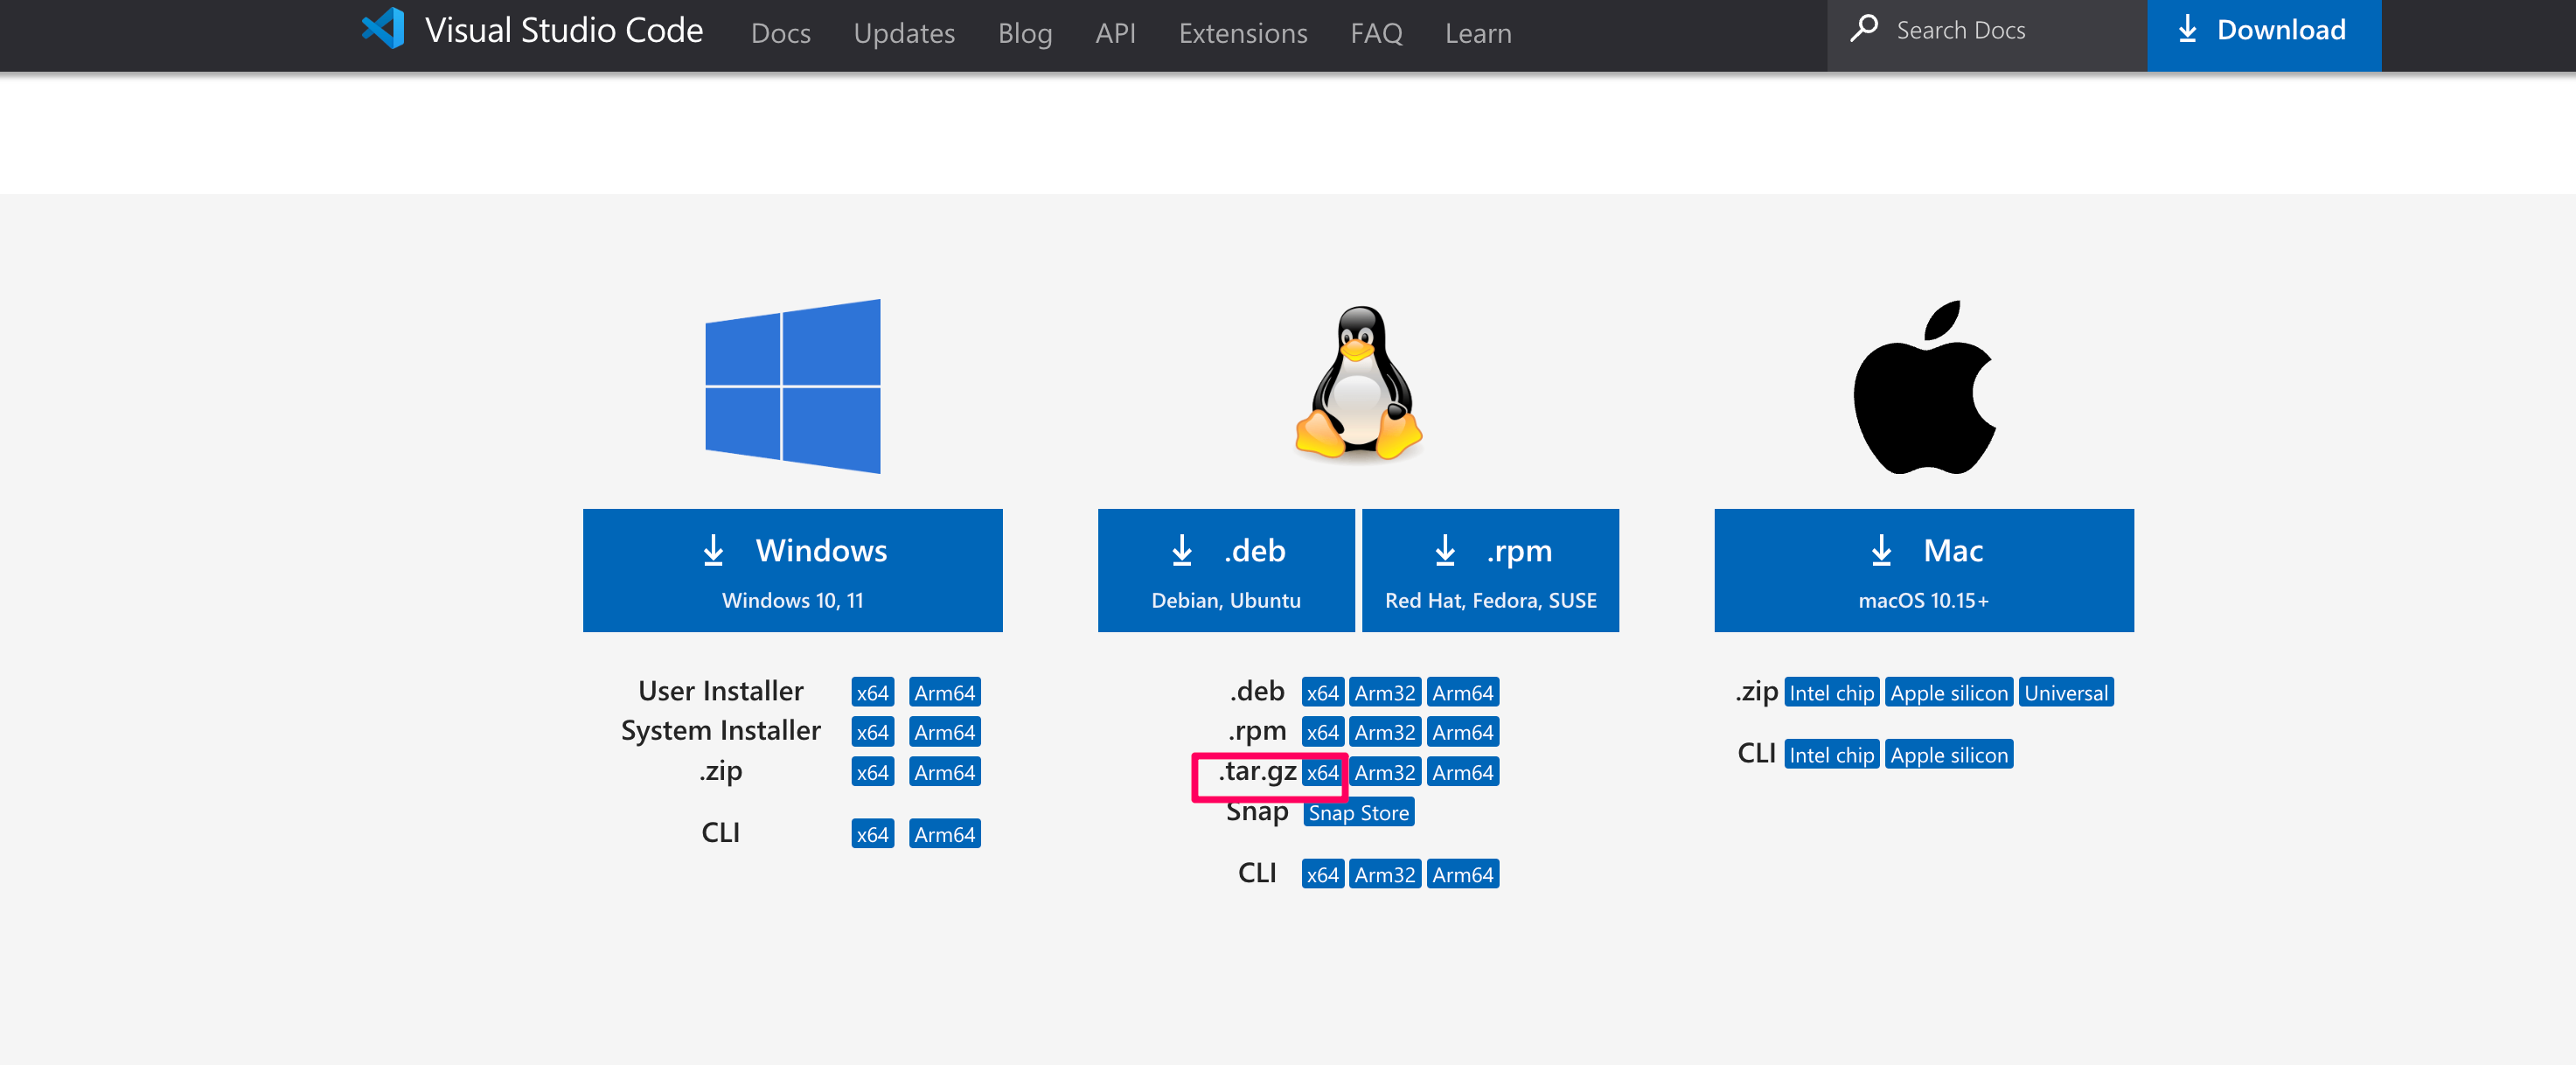 Visual Studio Code Docs Updates Blog API Extensions FAQ Learn Search Docs Download
Windows
Windows 10, 11
User Installer x64 Arm64
System Installer x64 Arm64
.zip x64 Arm64
CLI x64 Arm64
.deb
Debian, Ubuntu
.rpm
Red Hat, Fedora, SUSE
.deb x64 Arm32 Arm64
.rpm x64 Arm32 Arm64
.tar.gz x64 Arm32 Arm64
Snap Snap Store
CLI x64 Arm32 Arm64
Mac
macOS 10.15+
.zip Intel chip Apple silicon Universal
CLI Intel chip Apple silicon